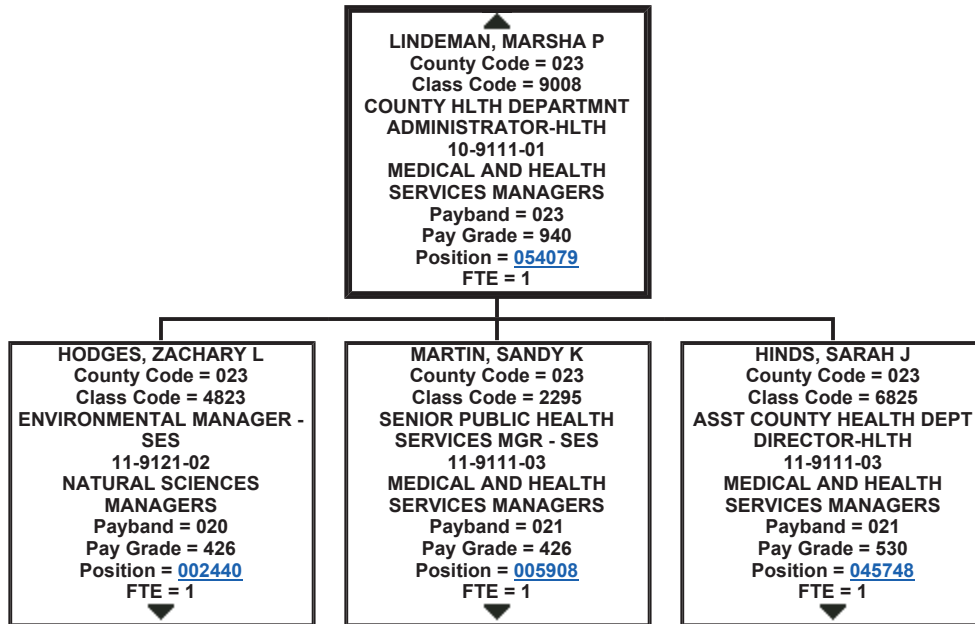 LINDEMAN, MARSHA P
County Code = 023
Class Code = 9008
COUNTY HLTH DEPARTMNT
ADMINISTRATOR-HLTH
10-9111-01
MEDICAL AND HEALTH
SERVICES MANAGERS
Payband = 023
Pay Grade = 940
Position = 054079
FTE = 1
HODGES, ZACHARY L
County Code = 023
Class Code = 4823
ENVIRONMENTAL MANAGER -
SES
11-9121-02
NATURAL SCIENCES
MANAGERS
Payband = 020
Pay Grade = 426
Position = 002440
FTE = 1
MARTIN, SANDY K
County Code = 023
Class Code = 2295
SENIOR PUBLIC HEALTH
SERVICES MGR - SES
11-9111-03
MEDICAL AND HEALTH
SERVICES MANAGERS
Payband = 021
Pay Grade = 426
Position = 005908
FTE = 1
HINDS, SARAH J
County Code = 023
Class Code = 6825
ASST COUNTY HEALTH DEPT
DIRECTOR-HLTH
11-9111-03
MEDICAL AND HEALTH
SERVICES MANAGERS
Payband = 021
Pay Grade = 530
Position = 045748
FTE = 1